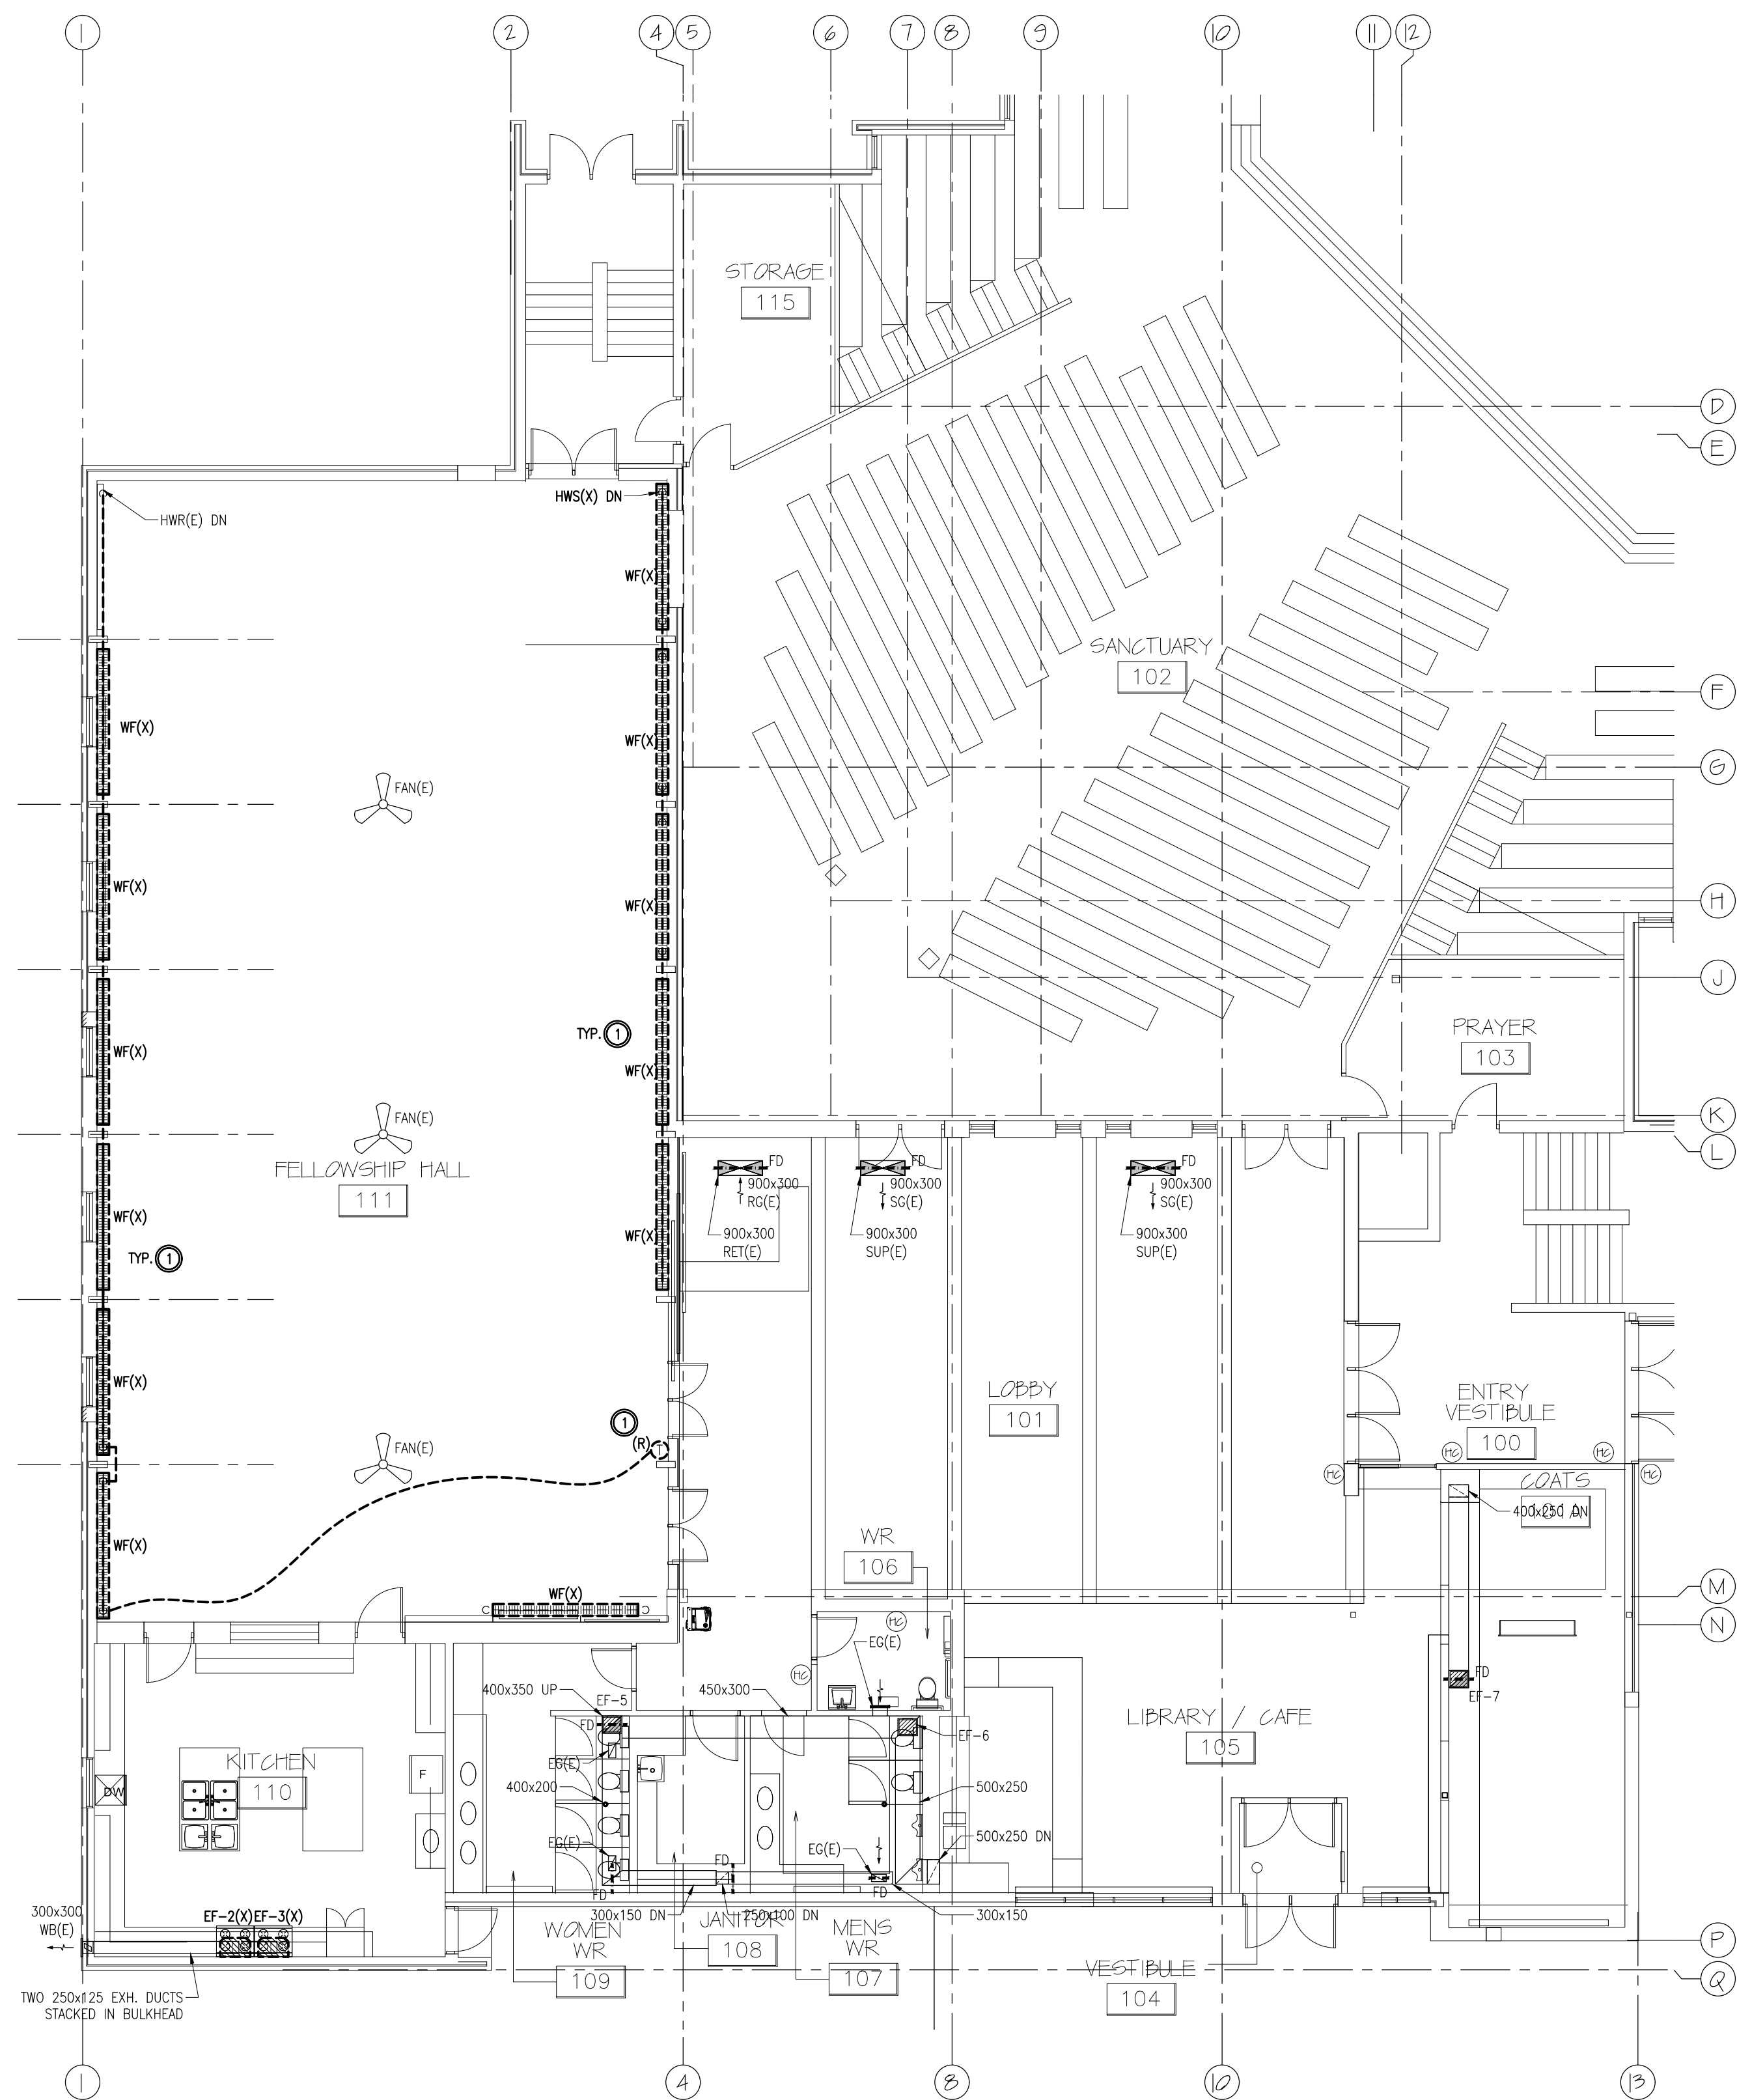 1
2
4
5
6
7
8
9
10
11
12
STORAGE
115
D
E
HWR(E) DN
HWS(X) DN
WF(X)
SANCTUARY
102
F
WF(X)
WF(X)
G
FAN(E)
WF(X)
WF(X)
H
J
TYP. 1
PRAYER
103
WF(X)
WF(X)
K
FAN(E)
L
FELLOWSHIP HALL
111
FD
900x300
RG(E)
900x300
RET(E)
FD
900x300
SG(E)
900x300
SUP(E)
FD
900x300
SG(E)
900x300
SUP(E)
WF(X)
WF(X)
TYP. 1
WF(X)
LOBBY
101
ENTRY
VESTIBULE
100
1
(R)
T
FAN(E)
HC
HC
HC
HC
COATS
101A
400x250 DN
WF(X)
WR
106
WF(X)
C
C
M
N
HC
EG(E)
HC
FD
EF-7
400x350 UP
EF-5
450x300
FD
EF-6
LIBRARY / CAFE
105
KITCHEN
110
DW
F
EG(E)
400x200
500x250
EG(E)
EG(E)
500x250 DN
FD
FD
FD
300x150 DN
250x100 DN
300x150
300x300
WB(E)
EF-2(X)
EF-3(X)
WOMEN
WR
109
JANITOR
108
MENS
WR
107
VESTIBULE
104
P
Q
TWO 250x125 EXH. DUCTS
STACKED IN BULKHEAD
1
4
8
10
13